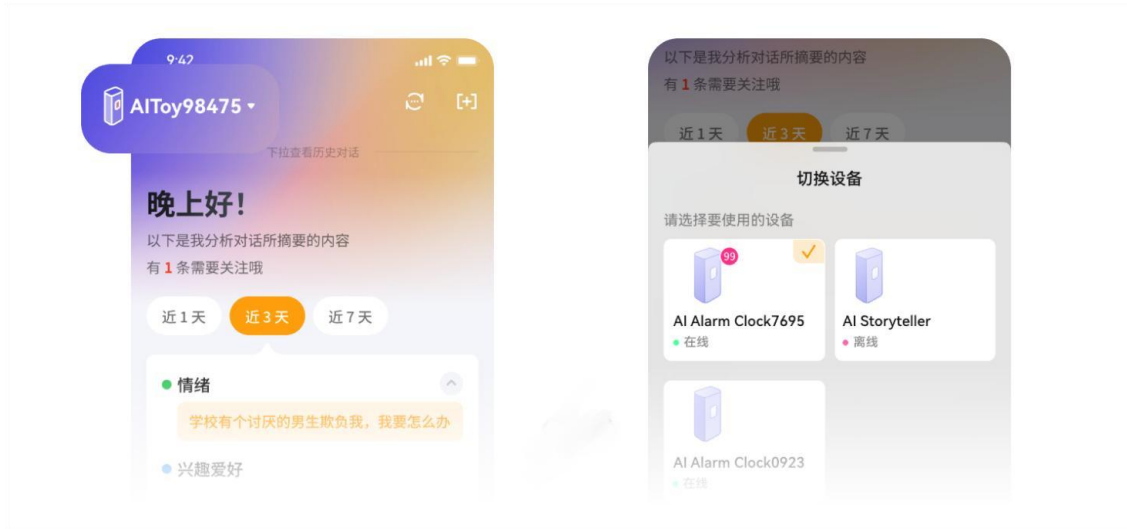 9:42
AIToy98475
[+]
下拉查看历史对话
晚上好!
以下是我分析对话所摘要的内容
有 1 条需要关注哦
近 1 天 近 3 天 近 7 天
情绪
学校有个讨厌的男生欺负我，我要怎么办
兴趣爱好
以下是我分析对话所摘要的内容
有 1 条需要关注哦
近 1 天 近 3 天 近 7 天
切换设备
请选择要使用的设备
99
AI Alarm Clock7695
在线
AI Storyteller
离线
AI Alarm Clock0923
在线